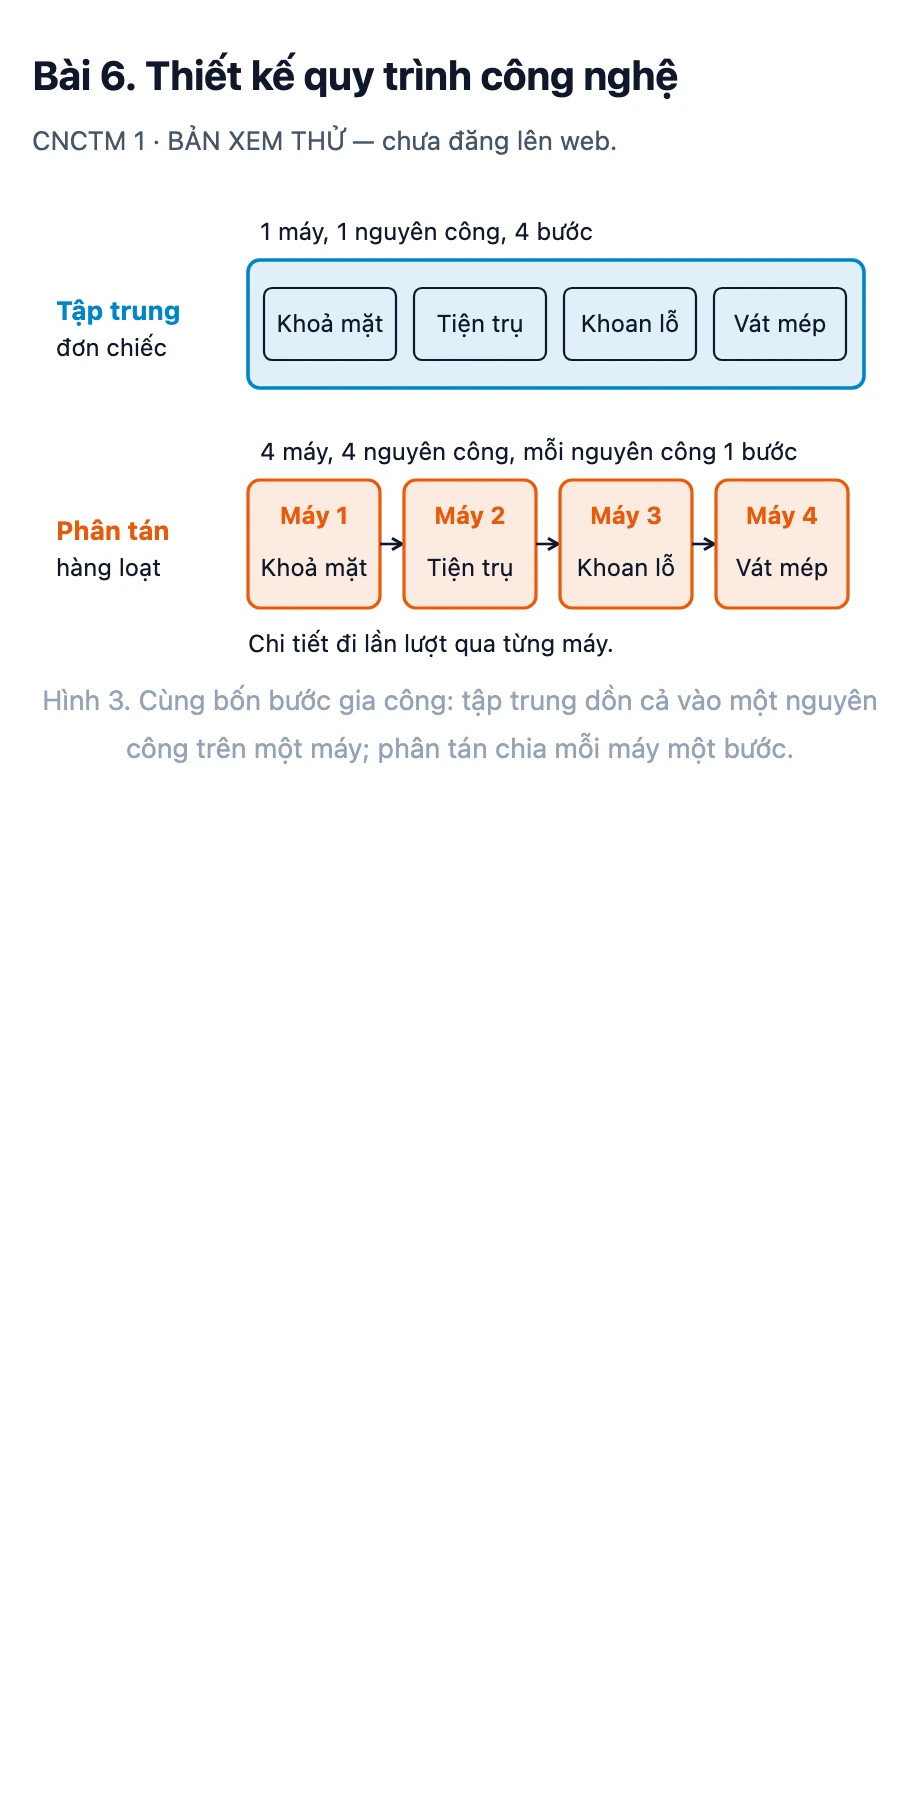 Bài 6. Thiết kế quy trình công nghệ
CNCTM 1 · BẢN XEM THỬ — chưa đăng lên web.
1 máy, 1 nguyên công, 4 bước
Tập trung
đơn chiếc
Khoả mặt
Tiện trụ
Khoan lỗ
Vát mép
4 máy, 4 nguyên công, mỗi nguyên công 1 bước
Phân tán
hàng loạt
Máy 1
Khoả mặt
Máy 2
Tiện trụ
Máy 3
Khoan lỗ
Máy 4
Vát mép
Chi tiết đi lần lượt qua từng máy.
Hình 3. Cùng bốn bước gia công: tập trung dồn cả vào một nguyên
công trên một máy; phân tán chia mỗi máy một bước.